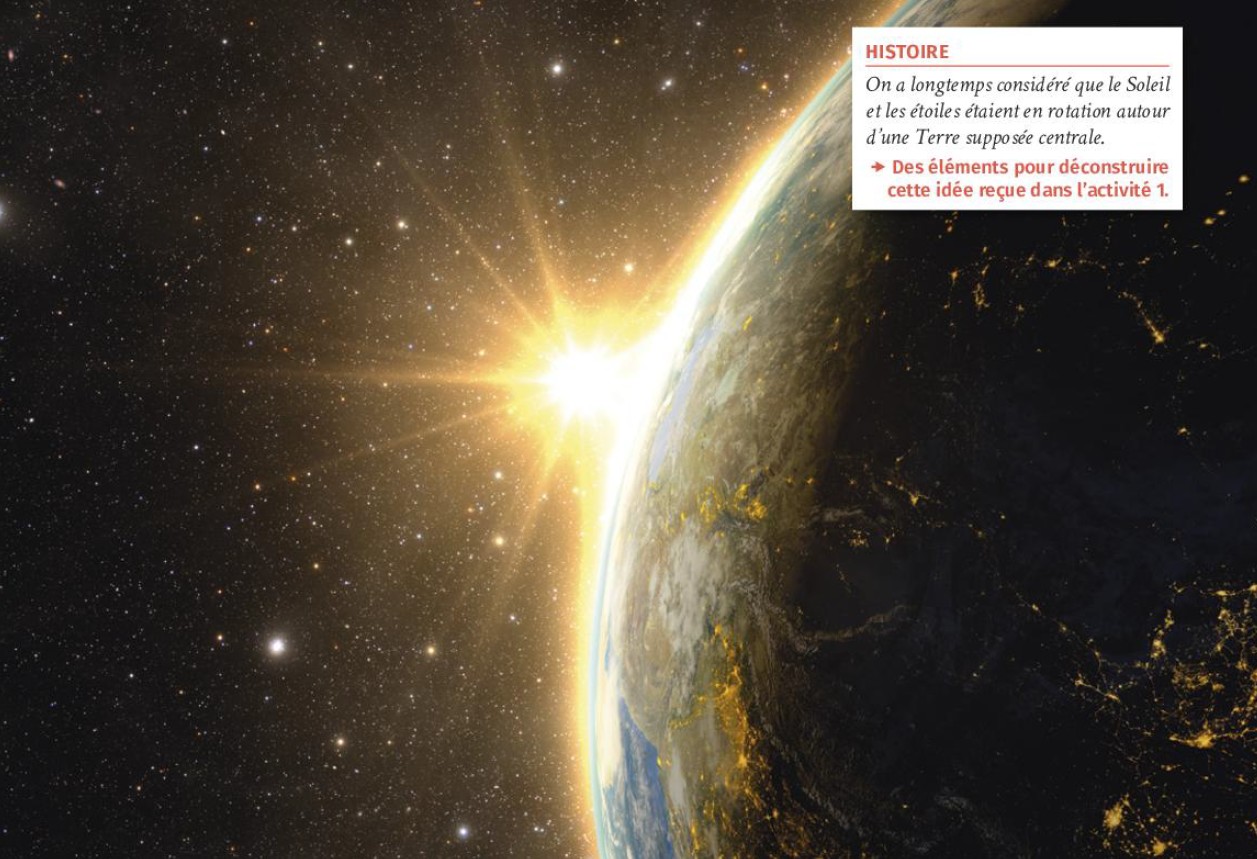 HISTOIRE
On a longtemps considéré que le Soleil
et les étoiles étaient en rotation autour
d'une Terre supposée centrale.
➜ Des éléments pour déconstruire
cette idée reçue dans l'activité 1.